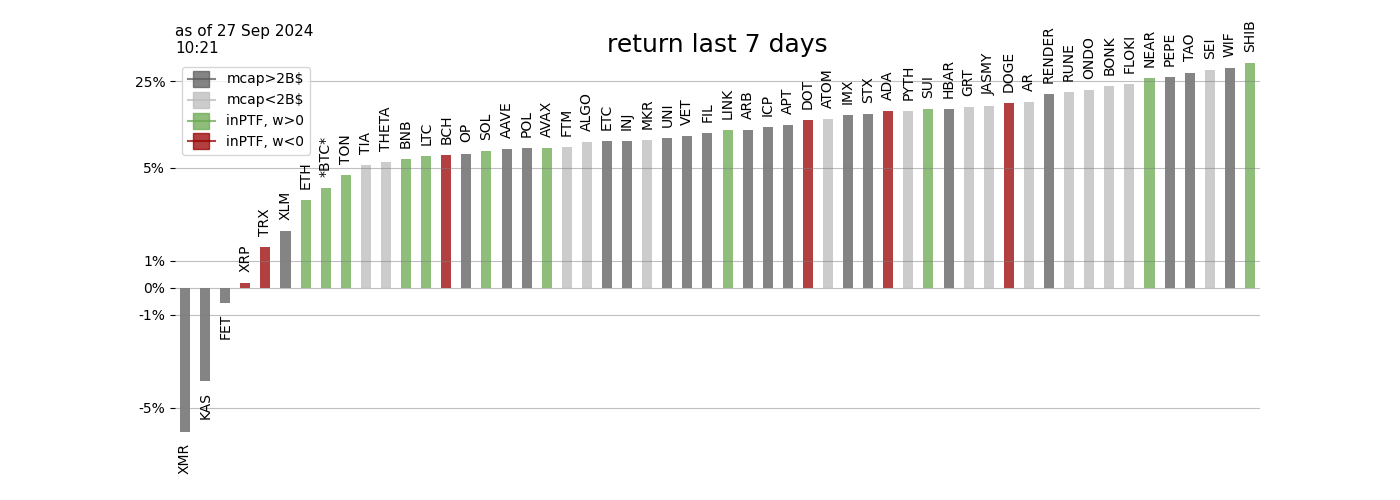 as of 27 Sep 2024
10:21
return last 7 days
mcap>2B$
mcap<2B$
inPTF, w>0
inPTF, w<0
25%
5%
1%
0%
-1%
-5%
XMR
KAS
FET
XRP
TRX
XLM
ETH
*BTC*
TON
TIA
THETA
BNB
LTC
BCH
OP
SOL
AAVE
POL
AVAX
FTM
ALGO
ETC
INJ
MKR
UNI
VET
FIL
LINK
ARB
ICP
APT
DOT
ATOM
IMX
STX
ADA
PYTH
SUI
HBAR
GRT
JASMY
DOGE
AR
RENDER
RUNE
ONDO
BONK
FLOKI
NEAR
PEPE
TAO
SEI
WIF
SHIB